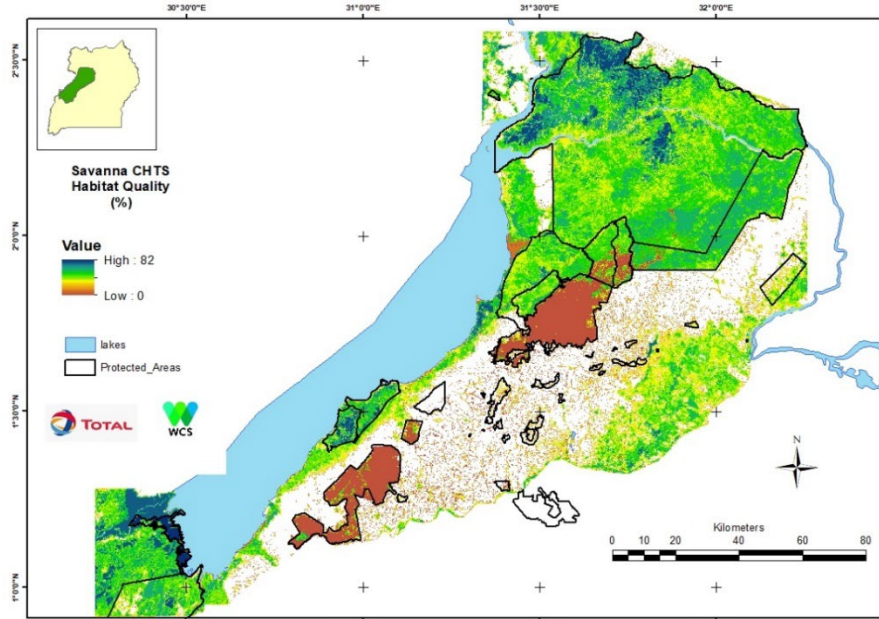 30°30'0"E 31°0'0"E 31°30'0"E 32°0'0"E
2°30'0"N
2°0'0"N
1°30'0"N
1°0'0"N
Savanna CHTS
Habitat Quality
(%)
Value
High : 82
Low : 0
lakes
Protected_Areas
TOTAL
WCS
N
Kilometers
0 10 20 40 60 80